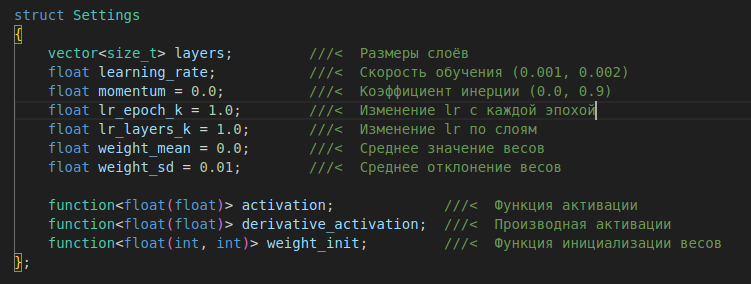 struct Settings
{
    vector<size_t> layers;         ///<  Размеры слоёв
    float learning_rate;           ///<  Скорость обучения (0.001, 0.002)
    float momentum = 0.0;          ///<  Коэффициент инерции (0.0, 0.9)
    float lr_epoch_k = 1.0;        ///<  Изменение lr с каждой эпохой
    float lr_layers_k = 1.0;       ///<  Изменение lr по слоям
    float weight_mean = 0.0;       ///<  Среднее значение весов
    float weight_sd = 0.01;        ///<  Среднее отклонение весов

    function<float(float)> activation;              ///<  Функция активации
    function<float(float)> derivative_activation;  ///<  Производная активации
    function<float(int, int)> weight_init;          ///<  Функция инициализации весов
};